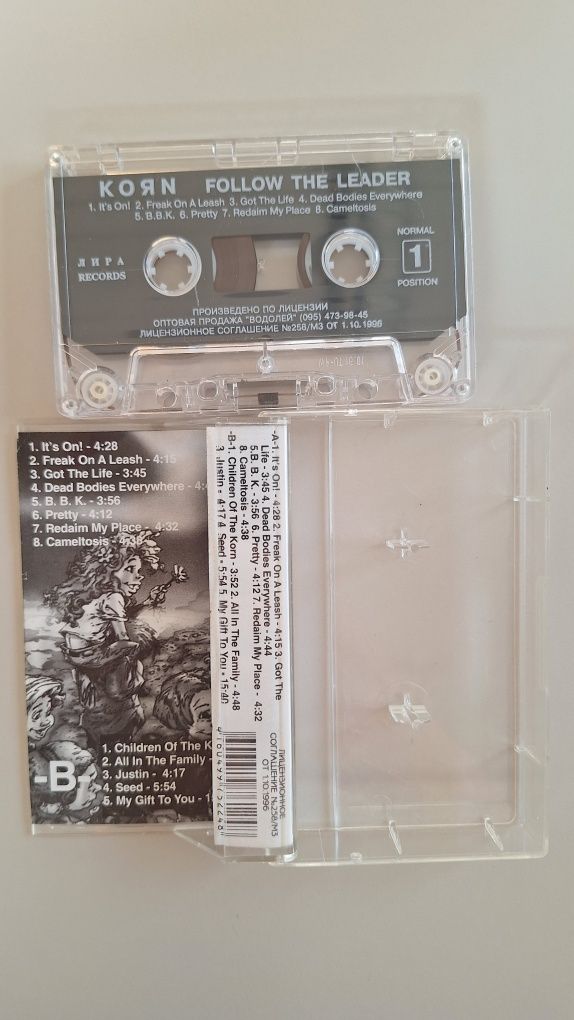 KOЯN FOLLOW THE LEADER
1. It's On! 2. Freak On A Leash 3. Got The Life 4. Dead Bodies Everywhere
5. B.B.K. 6. Pretty 7. Redaim My Place 8. Cameltosis
ЛИРА
RECORDS
NORMAL
1
POSITION
ПРОИЗВЕДЕНО ПО ЛИЦЕНЗИИ
ОПТОВАЯ ПРОДАЖА "ВОДОЛЕЙ" (095) 473-98-45
ЛИЦЕНЗИОННОЕ СОГЛАШЕНИЕ №258/МЗ ОТ 1.10.1996
1. It's On! - 4:28
2. Freak On A Leash - 4:15
3. Got The Life - 3:45
4. Dead Bodies Everywhere - 4:4
5. B. B. K. - 3:56
6. Pretty - 4:12
7. Redaim My Place - 4:32
8. Cameltosis - 4:38
-B-
1. Children Of The K
2. All In The Family -
3. Justin - 4:17
4. Seed - 5:54
5. My Gift To You - 1
-A-1. It's On! - 4:28 2. Freak On A Leash - 4:15 3. Got The
Life - 3:45 4. Dead Bodies Everywhere - 4:44
5.B. B. K. - 3:56 6. Pretty - 4:12 7. Redaim My Place - 4:32
8. Cameltosis - 4:38
-B-1. Children Of The Korn - 3:52 2. All In The Family - 4:48
3. Justin - 4:17 4. Seed - 5:54 5. My Gift To You - 15:40
ЛИЦЕНЗИОННОЕ
СОГЛАШЕНИЕ №258/МЗ
ОТ 1.10.1996